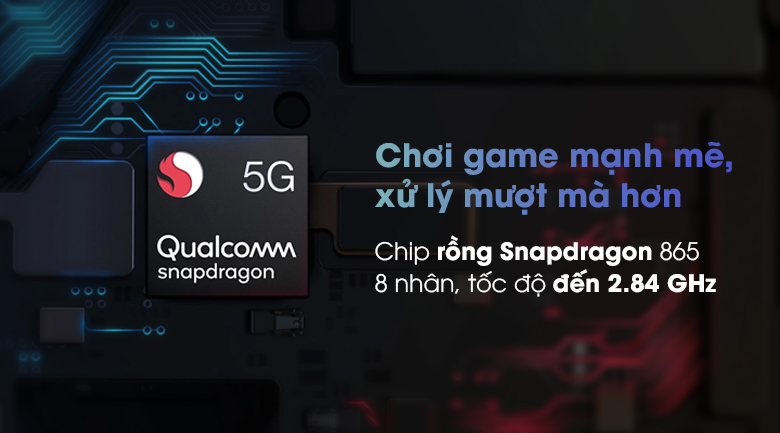 5G
Qualcomm
snapdragon
Chơi game mạnh mẽ,
xử lý mượt mà hơn
Chip rồng Snapdragon 865
8 nhân, tốc độ đến 2.84 GHz